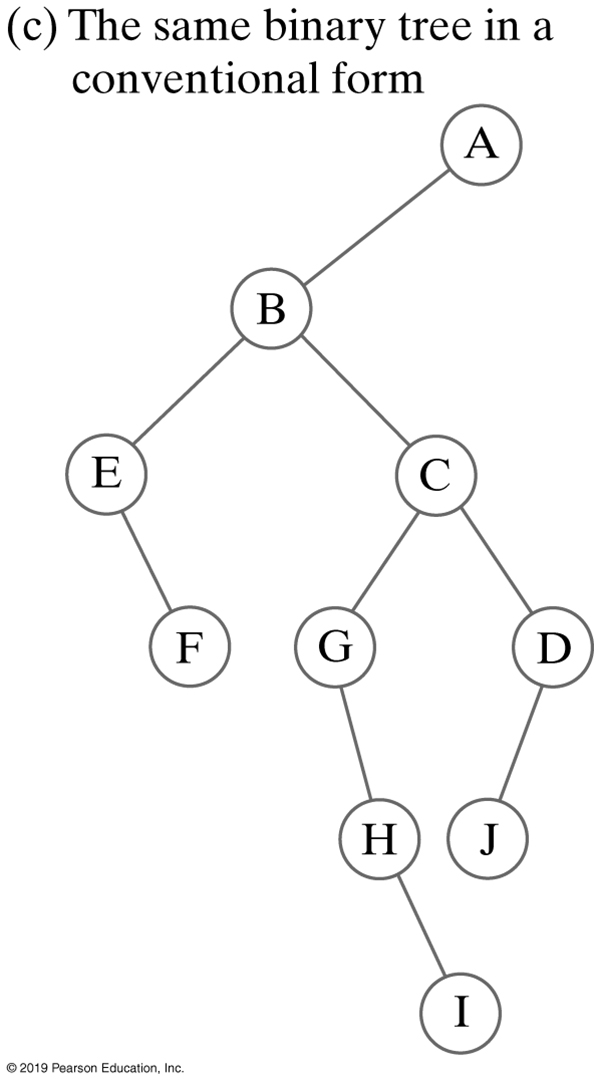 (c) The same binary tree in a
conventional form
A
B
E
C
F
G
D
H
J
I
© 2019 Pearson Education, Inc.